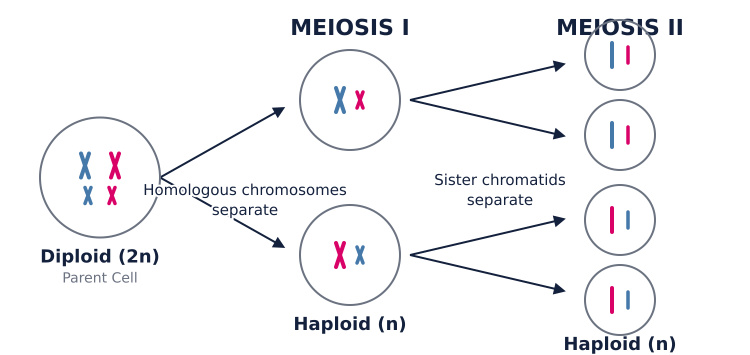 MEIOSIS I
MEIOSIS II
Homologous chromosomes
separate
Sister chromatids
separate
Diploid (2n)
Parent Cell
Haploid (n)
Haploid (n)